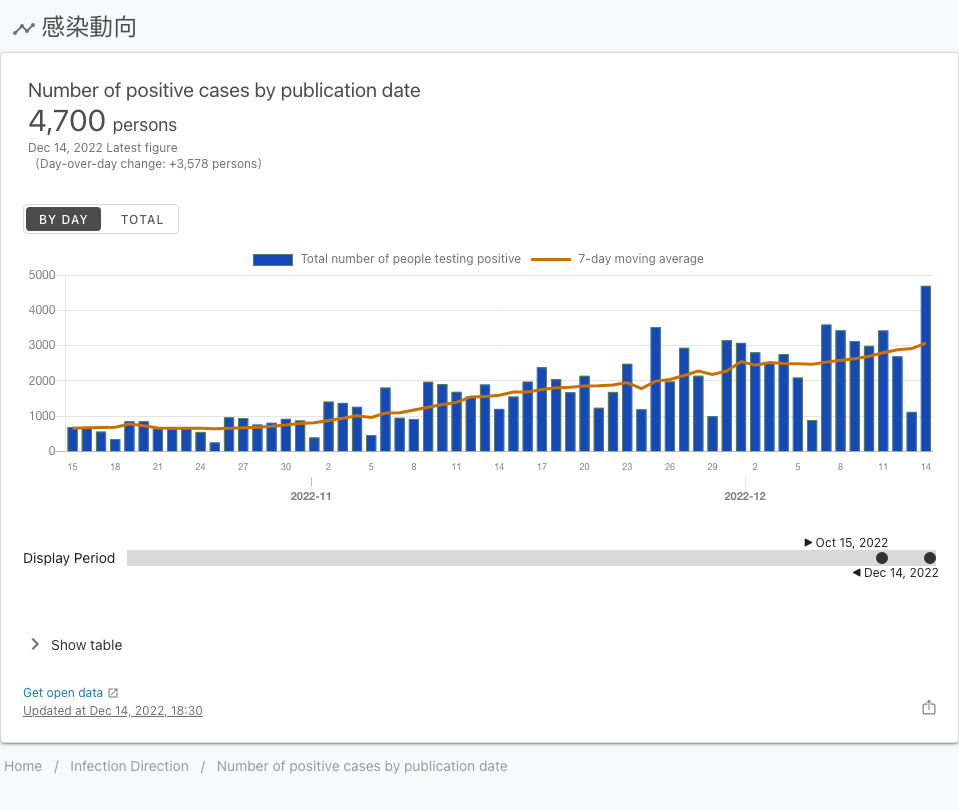 感染動向
Number of positive cases by publication date
4,700 persons
Dec 14, 2022 Latest figure
(Day-over-day change: +3,578 persons)
BY DAY TOTAL
Total number of people testing positive 7-day moving average
5000
4000
3000
2000
1000
0
15 18 21 24 27 30 2 5 8 11 14 17 20 23 26 29 2 5 8 11 14
2022-11 2022-12
Oct 15, 2022
Display Period
Dec 14, 2022
Show table
Get open data
Updated at Dec 14, 2022, 18:30
Home / Infection Direction / Number of positive cases by publication date